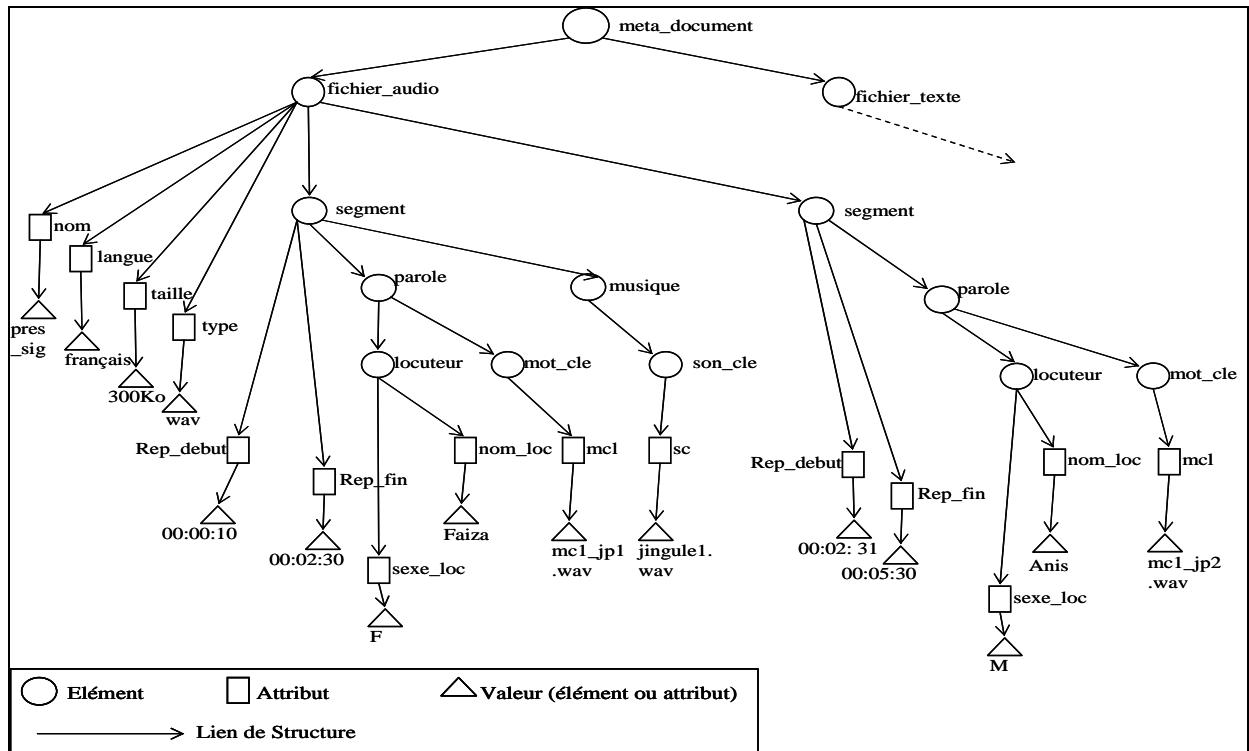 meta_document
fichier_audio
fichier_texte
nom
langue
taille
type
segment
segment
pres
_sig
français
300Ko
wav
parole
musique
parole
locuteur
mot_cle
son_cle
locuteur
mot_cle
Rep_debut
Rep_fin
nom_loc
mcl
sc
Rep_debut
Rep_fin
nom_loc
mcl
00:00:10
00:02:30
Faiza
mc1_jp1
.wav
jingule1.
wav
00:02: 31
00:05:30
Anis
mc1_jp2
.wav
sexe_loc
F
sexe_loc
M
Elément
Attribut
Valeur (élément ou attribut)
Lien de Structure